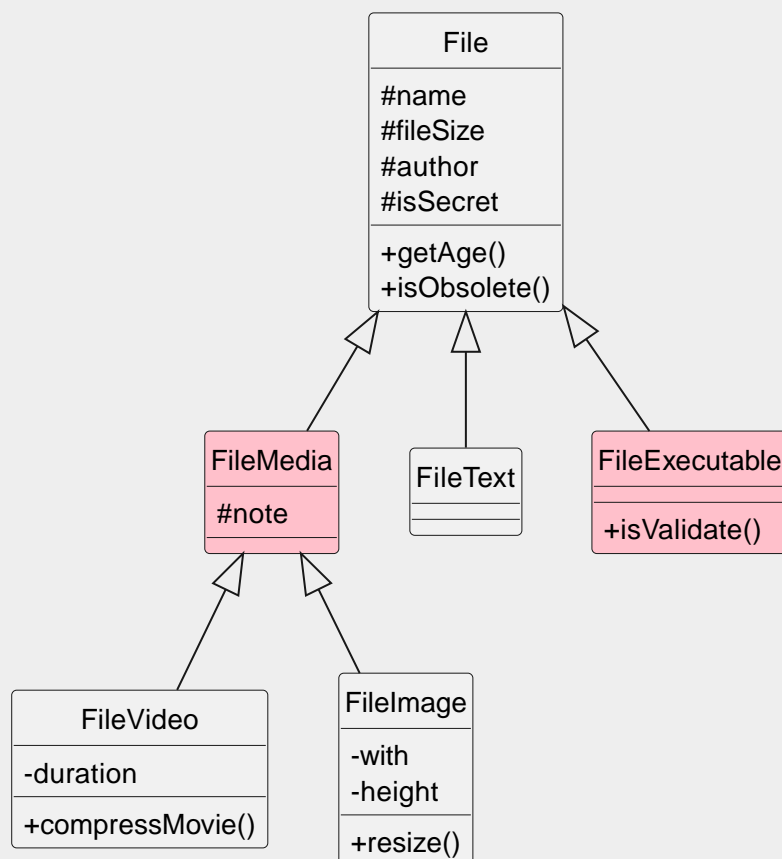 File
#name
#fileSize
#author
#isSecret
+getAge()
+isObsolete()
FileMedia
#note
FileText
FileExecutable
+isValidate()
FileVideo
-duration
+compressMovie()
FileImage
-with
-height
+resize()